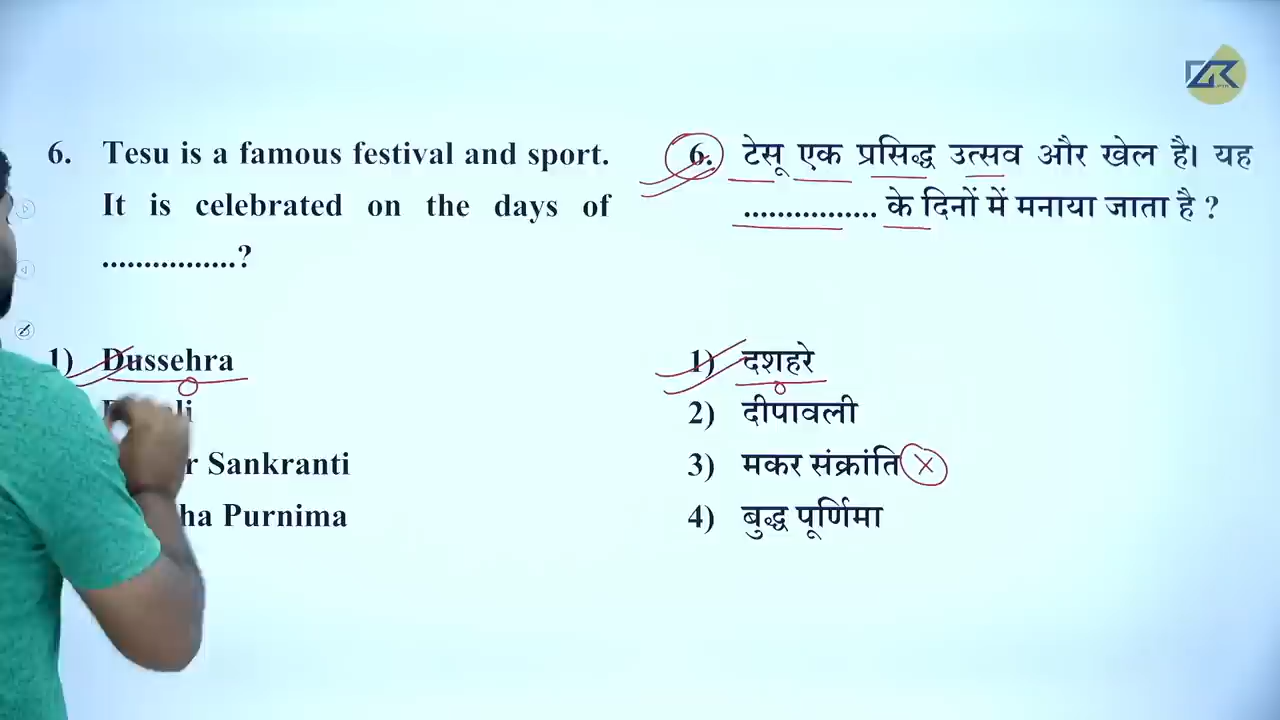 6. Tesu is a famous festival and sport.
It is celebrated on the days of
................?
1) Dussehra
Sankranti
Purnima
6. टेसू एक प्रसिद्ध उत्सव और खेल है। यह
................ के दिनों में मनाया जाता है ?
1) दशहरे
2) दीपावली
3) मकर संक्रांति
4) बुद्ध पूर्णिमा